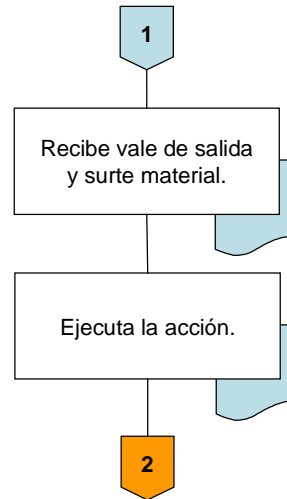 1
Recibe vale de salida
y surte material.
Ejecuta la acción.
2